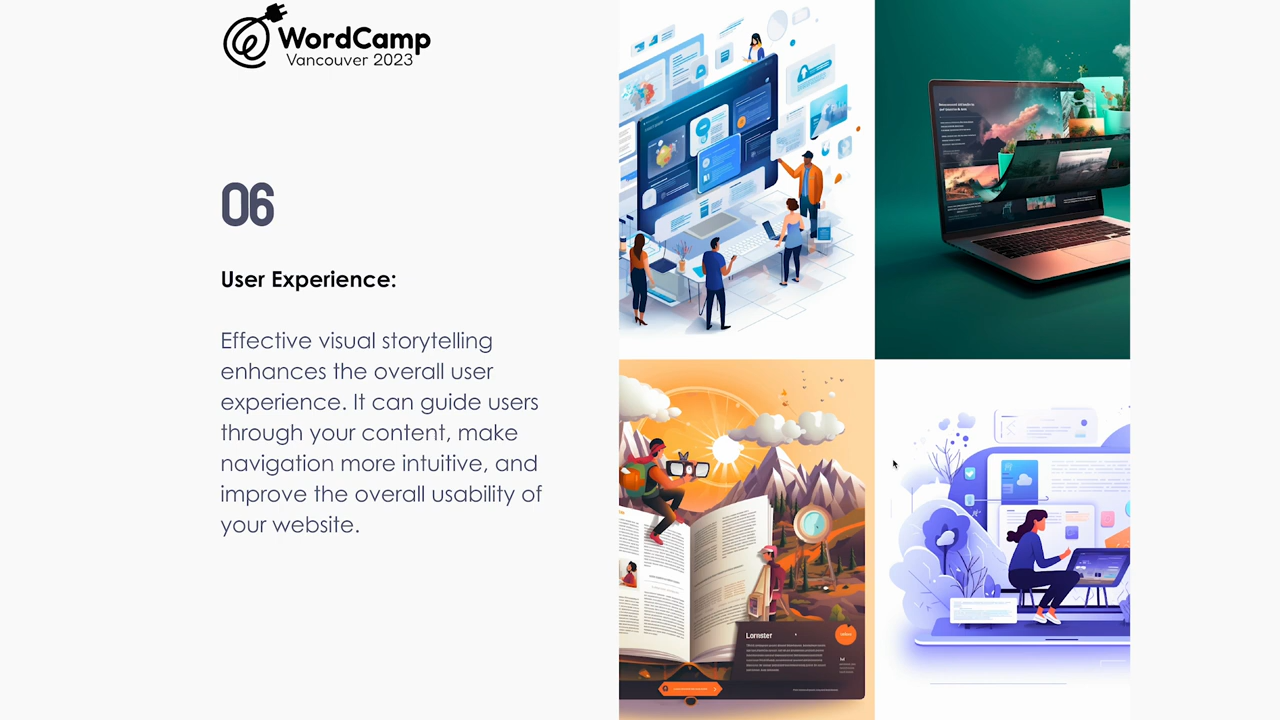 WordCamp
Vancouver 2023
06
User Experience:
Effective visual storytelling
enhances the overall user
experience. It can guide users
through your content, make
navigation more intuitive, and
improve the overall usability of
your website.
Lornster